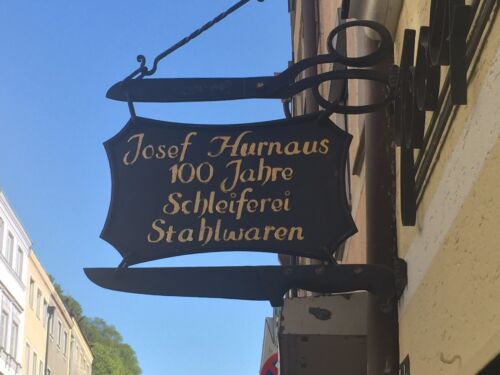 Josef Hurnaus
100 Jahre
Schleiferei
Stahlwaren